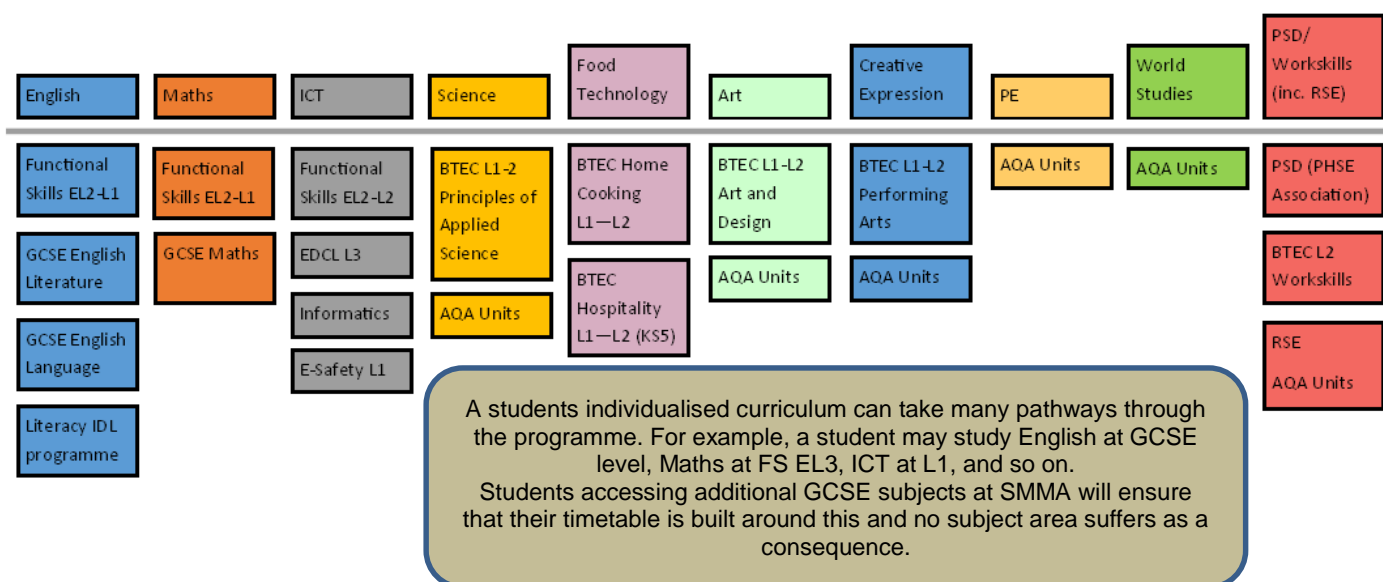 English
Maths
ICT
Science
Food
Technology
Art
Creative
Expression
PE
World
Studies
PSD/
Workskills
(inc. RSE)
Functional
Skills EL2-L1
GCSE English
Literature
GCSE English
Language
Literacy IDL
programme
Functional
Skills EL2-L1
GCSE Maths
Functional
Skills EL2-L2
EDCL L3
Informatics
E-Safety L1
BTEC L1-2
Principles of
Applied
Science
AQA Units
BTEC Home
Cooking
L1—L2
BTEC
Hospitality
L1—L2 (KS5)
BTEC L1-L2
Art and
Design
AQA Units
BTEC L1-L2
Performing
Arts
AQA Units
AQA Units
AQA Units
PSD (PHSE
Association)
BTEC L2
Workskills
RSE
AQA Units
A students individualised curriculum can take many pathways through
the programme. For example, a student may study English at GCSE
level, Maths at FS EL3, ICT at L1, and so on.
Students accessing additional GCSE subjects at SMMA will ensure
that their timetable is built around this and no subject area suffers as a
consequence.